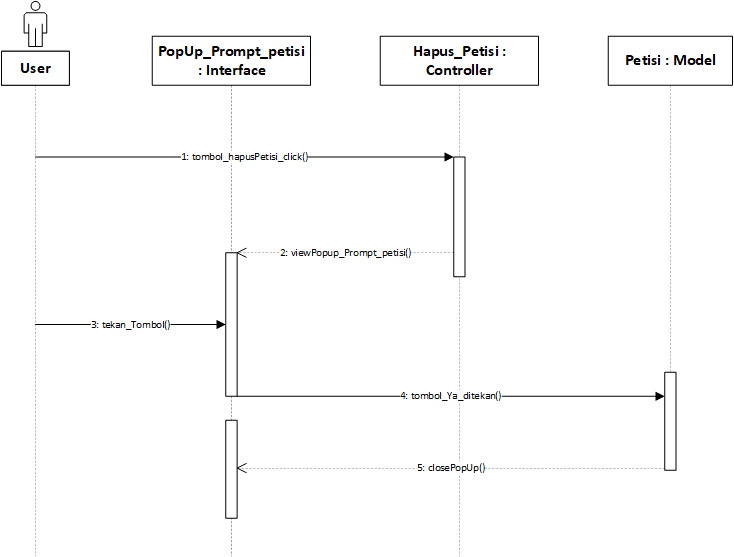 User
PopUp_Prompt_petisi
: Interface
Hapus_Petisi :
Controller
Petisi : Model
1: tombol_hapusPetisi_click()
2: viewPopup_Prompt_petisi()
3: tekan_Tombol()
4: tombol_Ya_ditekan()
5: closePopUp()